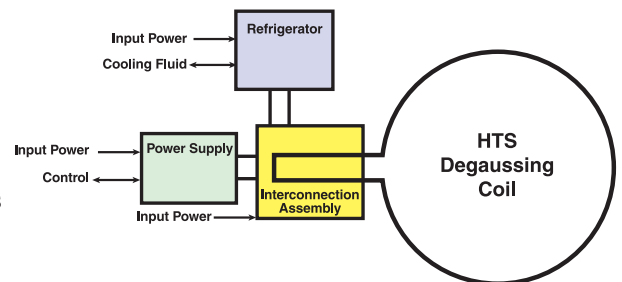 Refrigerator
Input Power
Cooling Fluid
Input Power
Power Supply
Control
Interconnection
Assembly
Input Power
HTS
Degaussing
Coil